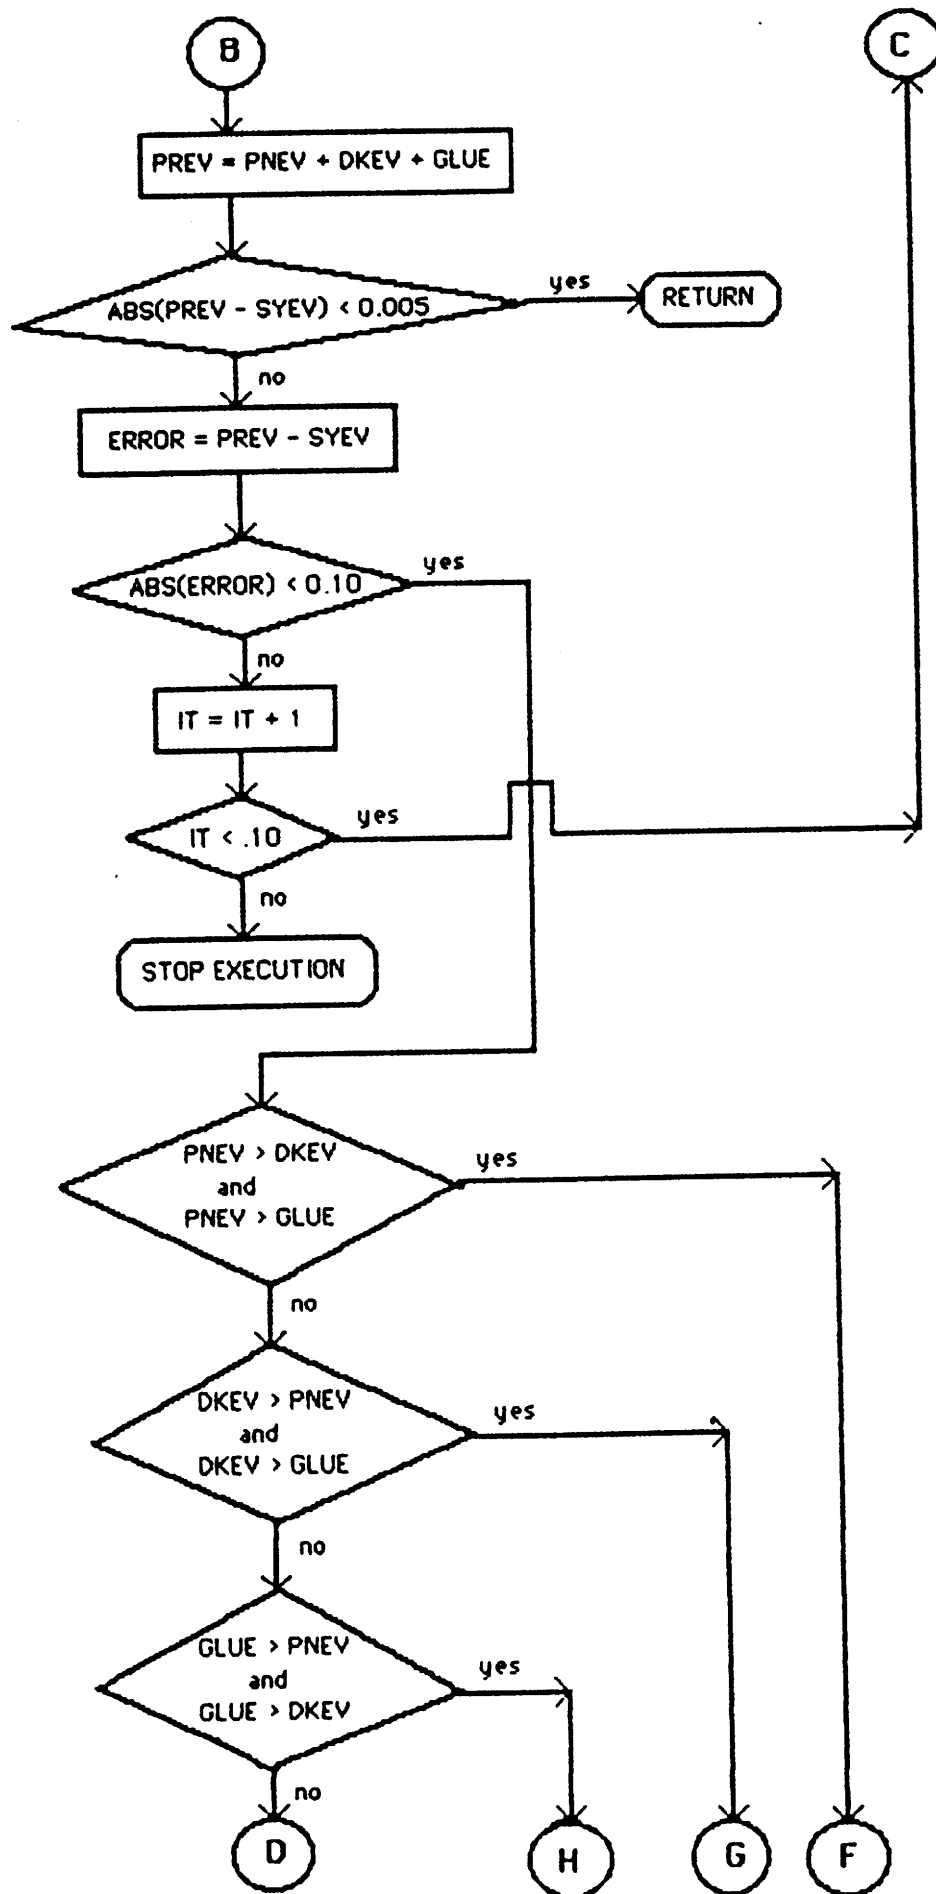 B
C
PREV = PNEV + DKEV + GLUE
ABS(PREV - SYEV) < 0.005
yes
RETURN
no
ERROR = PREV - SYEV
ABS(ERROR) < 0.10
yes
no
IT = IT + 1
IT < .10
yes
no
STOP EXECUTION
PNEV > DKEV
and
PNEV > GLUE
yes
no
DKEV > PNEV
and
DKEV > GLUE
yes
no
GLUE > PNEV
and
GLUE > DKEV
yes
no
D
H
G
F